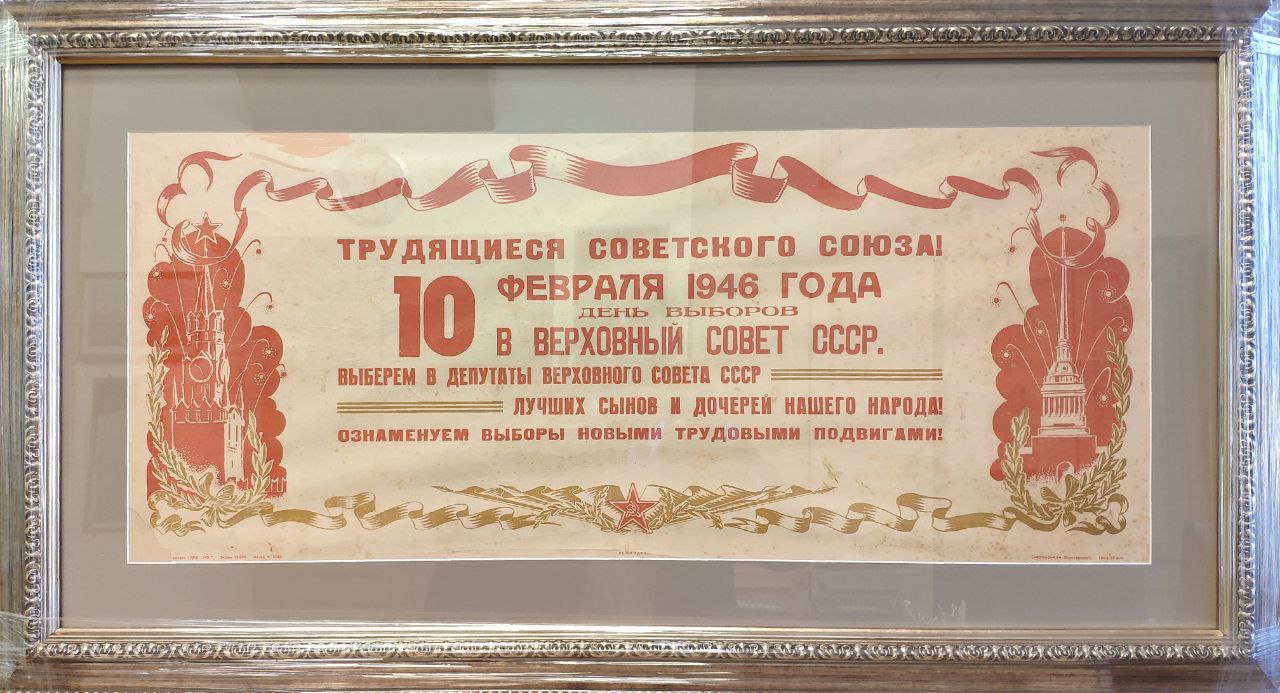 ТРУДЯЩИЕСЯ СОВЕТСКОГО СОЮЗА!
10 ФЕВРАЛЯ 1946 ГОДА
ДЕНЬ ВЫБОРОВ
В ВЕРХОВНЫЙ СОВЕТ СССР.
ВЫБЕРЕМ В ДЕПУТАТЫ ВЕРХОВНОГО СОВЕТА СССР
ЛУЧШИХ СЫНОВ И ДОЧЕРЕЙ НАШЕГО НАРОДА!
ОЗНАМЕНУЕМ ВЫБОРЫ НОВЫМИ ТРУДОВЫМИ ПОДВИГАМИ!